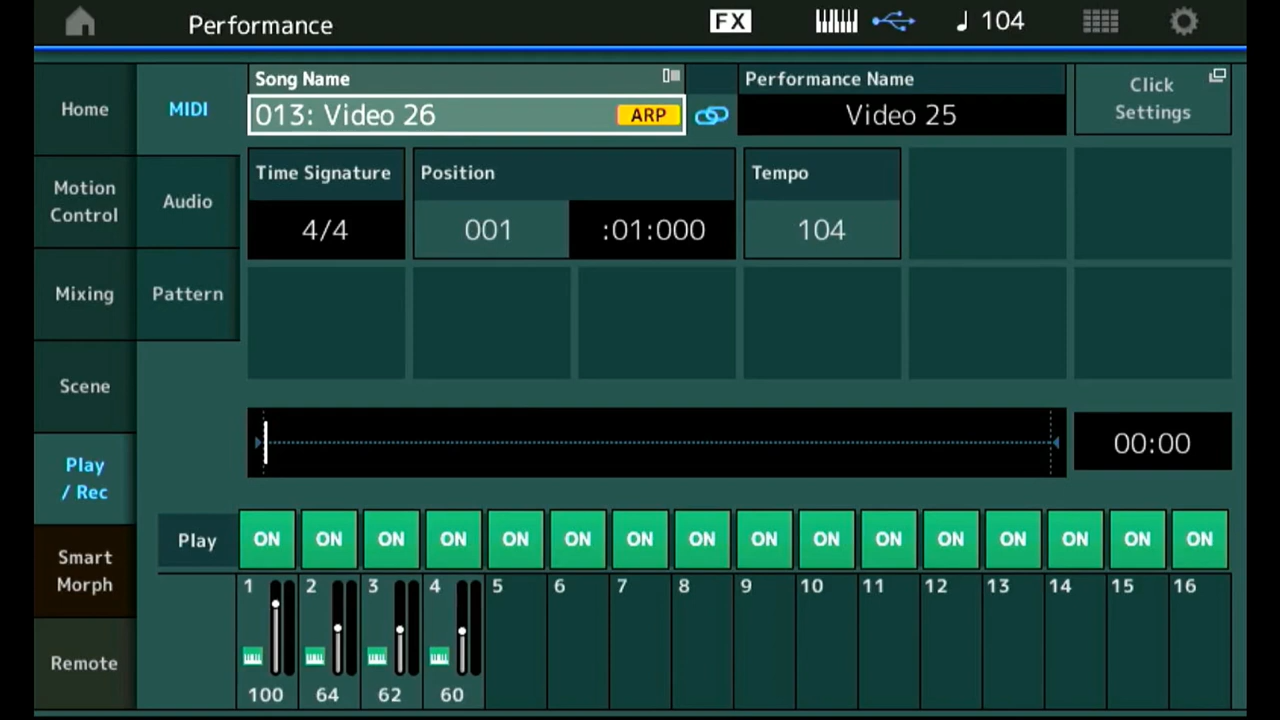 Performance
FX
♩ 104
Home
Motion
Control
Mixing
Scene
Play
/ Rec
Smart
Morph
Remote
MIDI
Audio
Pattern
Song Name
013: Video 26
ARP
Performance Name
Video 25
Click
Settings
Time Signature
4/4
Position
001
:01:000
Tempo
104
00:00
Play
ON ON ON ON ON ON ON ON ON ON ON ON ON ON ON ON
1 2 3 4 5 6 7 8 9 10 11 12 13 14 15 16
100 64 62 60